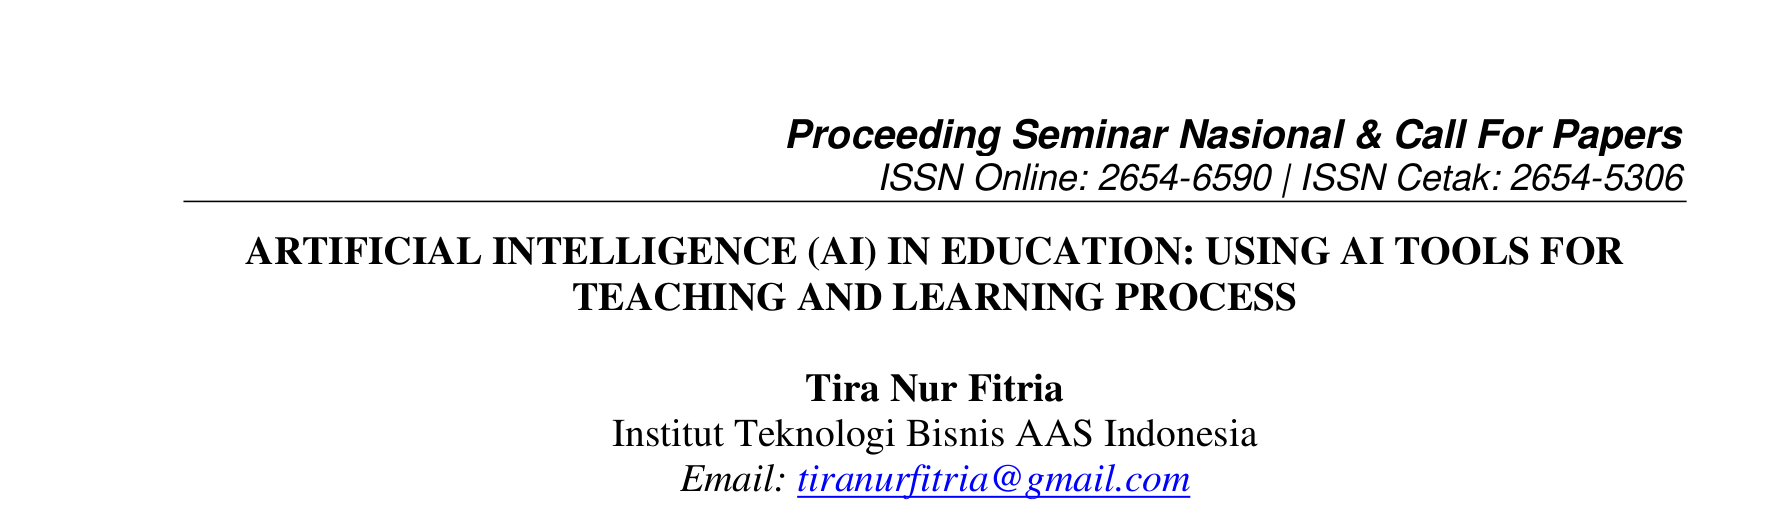 Proceeding Seminar Nasional & Call For Papers
ISSN Online: 2654-6590 | ISSN Cetak: 2654-5306
ARTIFICIAL INTELLIGENCE (AI) IN EDUCATION: USING AI TOOLS FOR
TEACHING AND LEARNING PROCESS
Tira Nur Fitria
Institut Teknologi Bisnis AAS Indonesia
Email: tiranurfitria@gmail.com